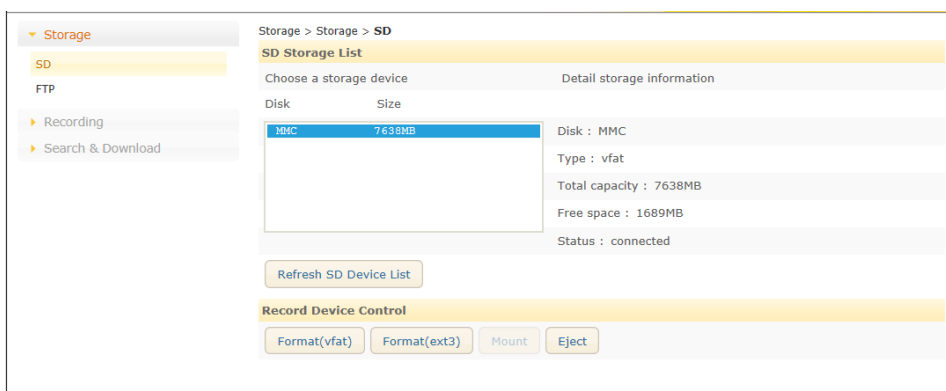 Storage
SD
FTP
Recording
Search & Download
Storage > Storage > SD
SD Storage List
Choose a storage device Detail storage information
Disk Size
MMC 7638MB
Disk : MMC
Type : vfat
Total capacity : 7638MB
Free space : 1689MB
Status : connected
Refresh SD Device List
Record Device Control
Format(vfat) Format(ext3) Mount Eject